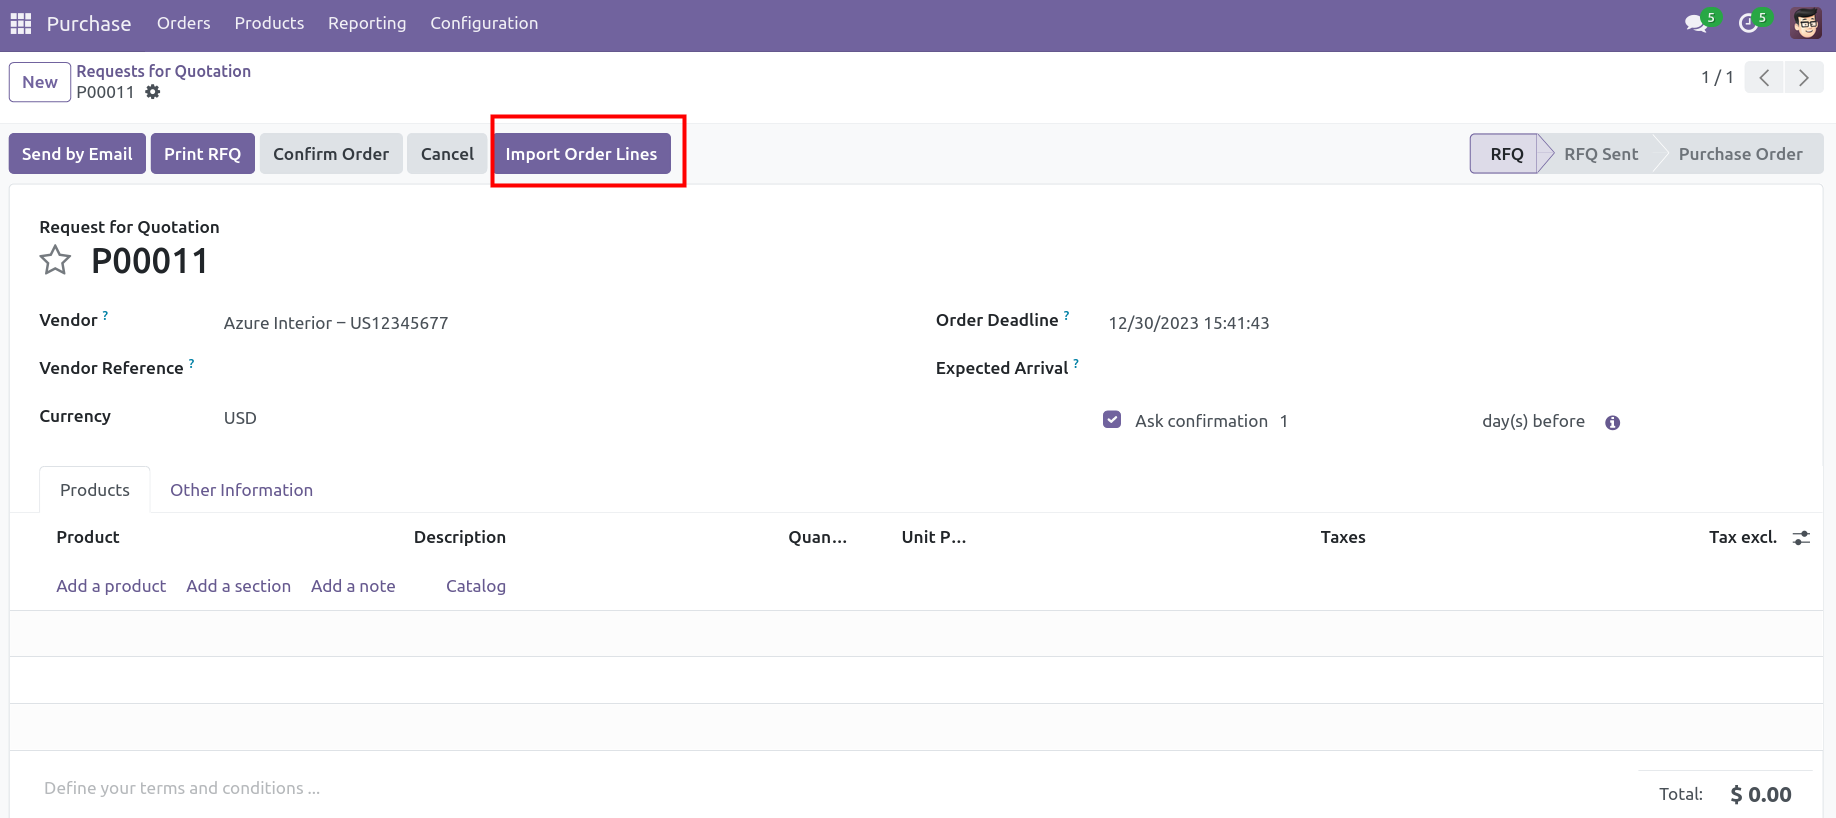 Purchase Orders Products Reporting Configuration 5 5
New Requests for Quotation
P00011
1 / 1
Send by Email Print RFQ Confirm Order Cancel Import Order Lines RFQ RFQ Sent Purchase Order
Request for Quotation
P00011
Vendor ? Azure Interior – US12345677 Order Deadline ? 12/30/2023 15:41:43
Vendor Reference ? Expected Arrival ?
Currency USD Ask confirmation 1 day(s) before
Products Other Information
Product Description Quan... Unit P... Taxes Tax excl.
Add a product Add a section Add a note Catalog
Define your terms and conditions ...
Total: $ 0.00